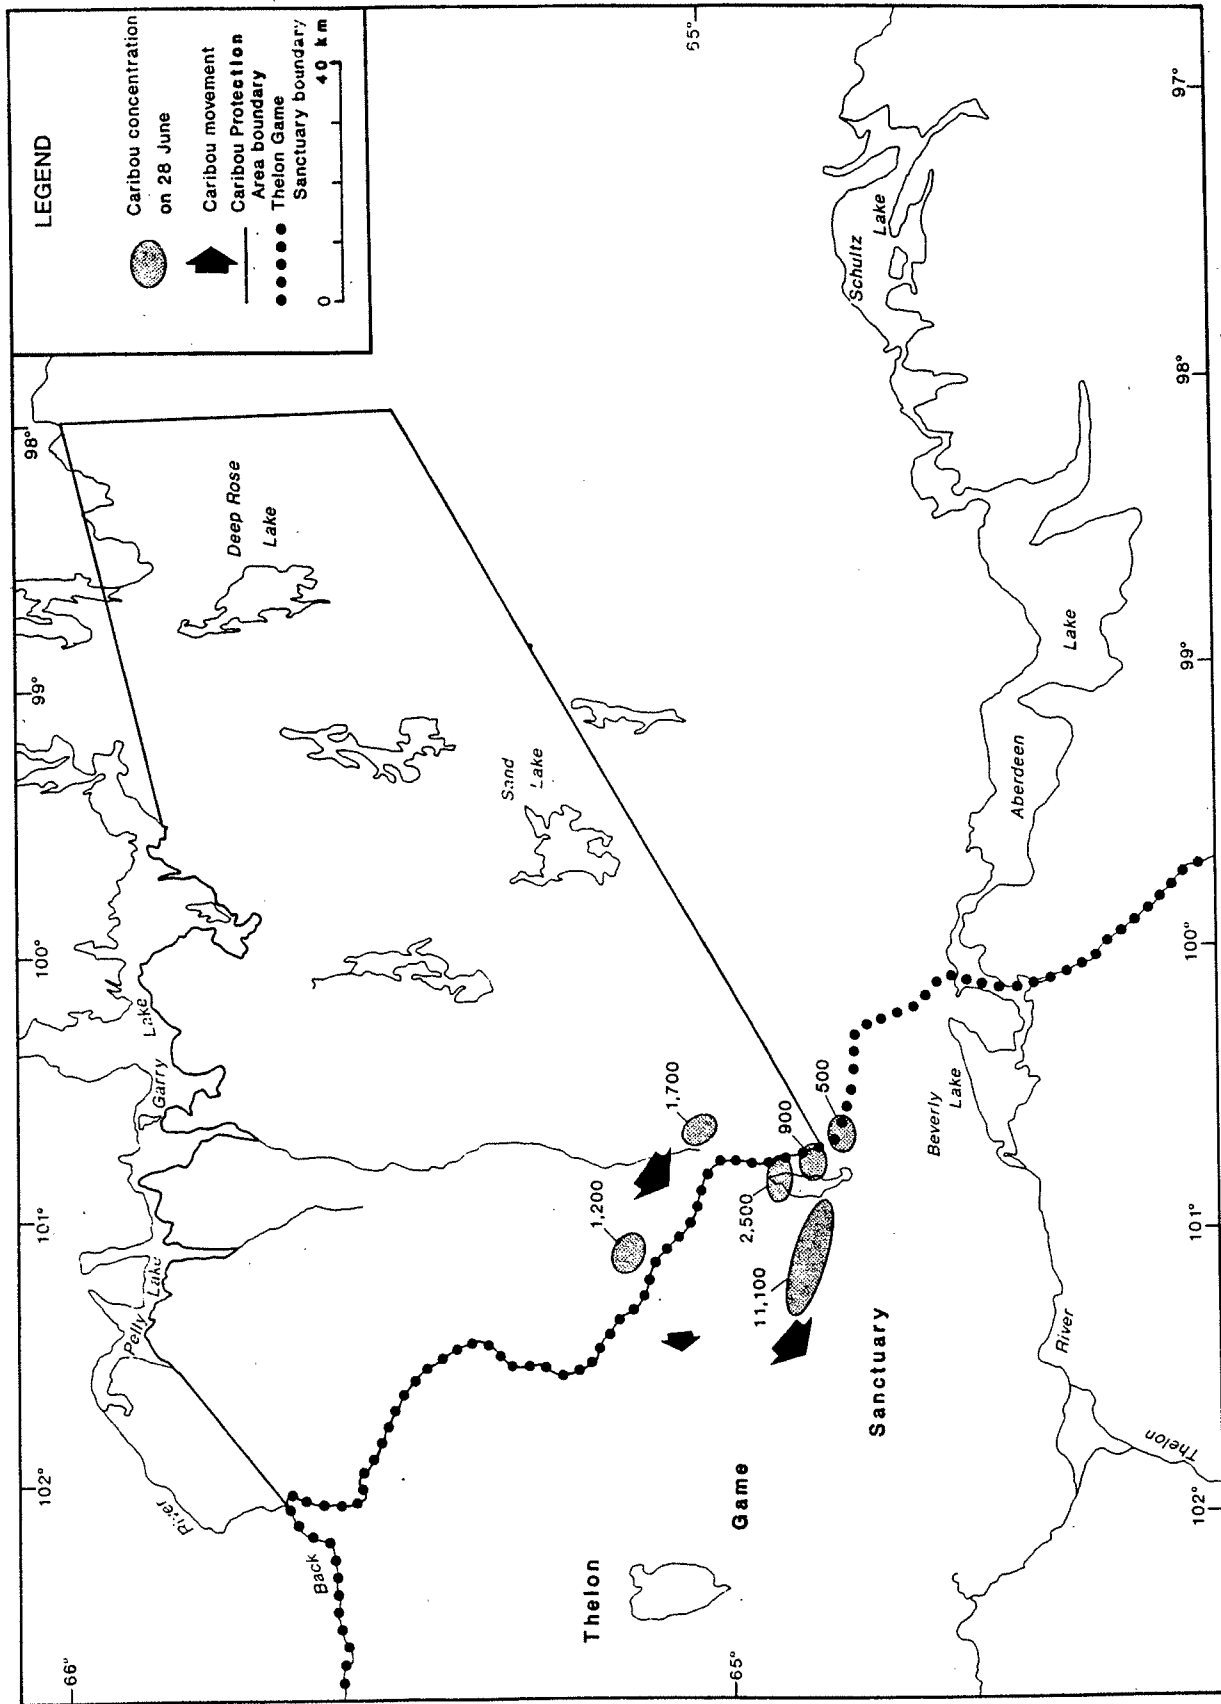 LEGEND
Caribou concentration
on 28 June
Caribou movement
Caribou Protection
Area boundary
Thelon Game
Sanctuary boundary
0
40 km
66°
102°
101°
100°
99°
98°
River
Back
Pelly
Lake
Garry
Lake
Deep Rose
Lake
Sand
Lake
1,200
1,700
2,500
900
500
11,100
Thelon
Game
Sanctuary
65°
65°
Beverly
Lake
Aberdeen
Lake
Schultz
Lake
River
Thelon
102°
101°
100°
99°
98°
97°